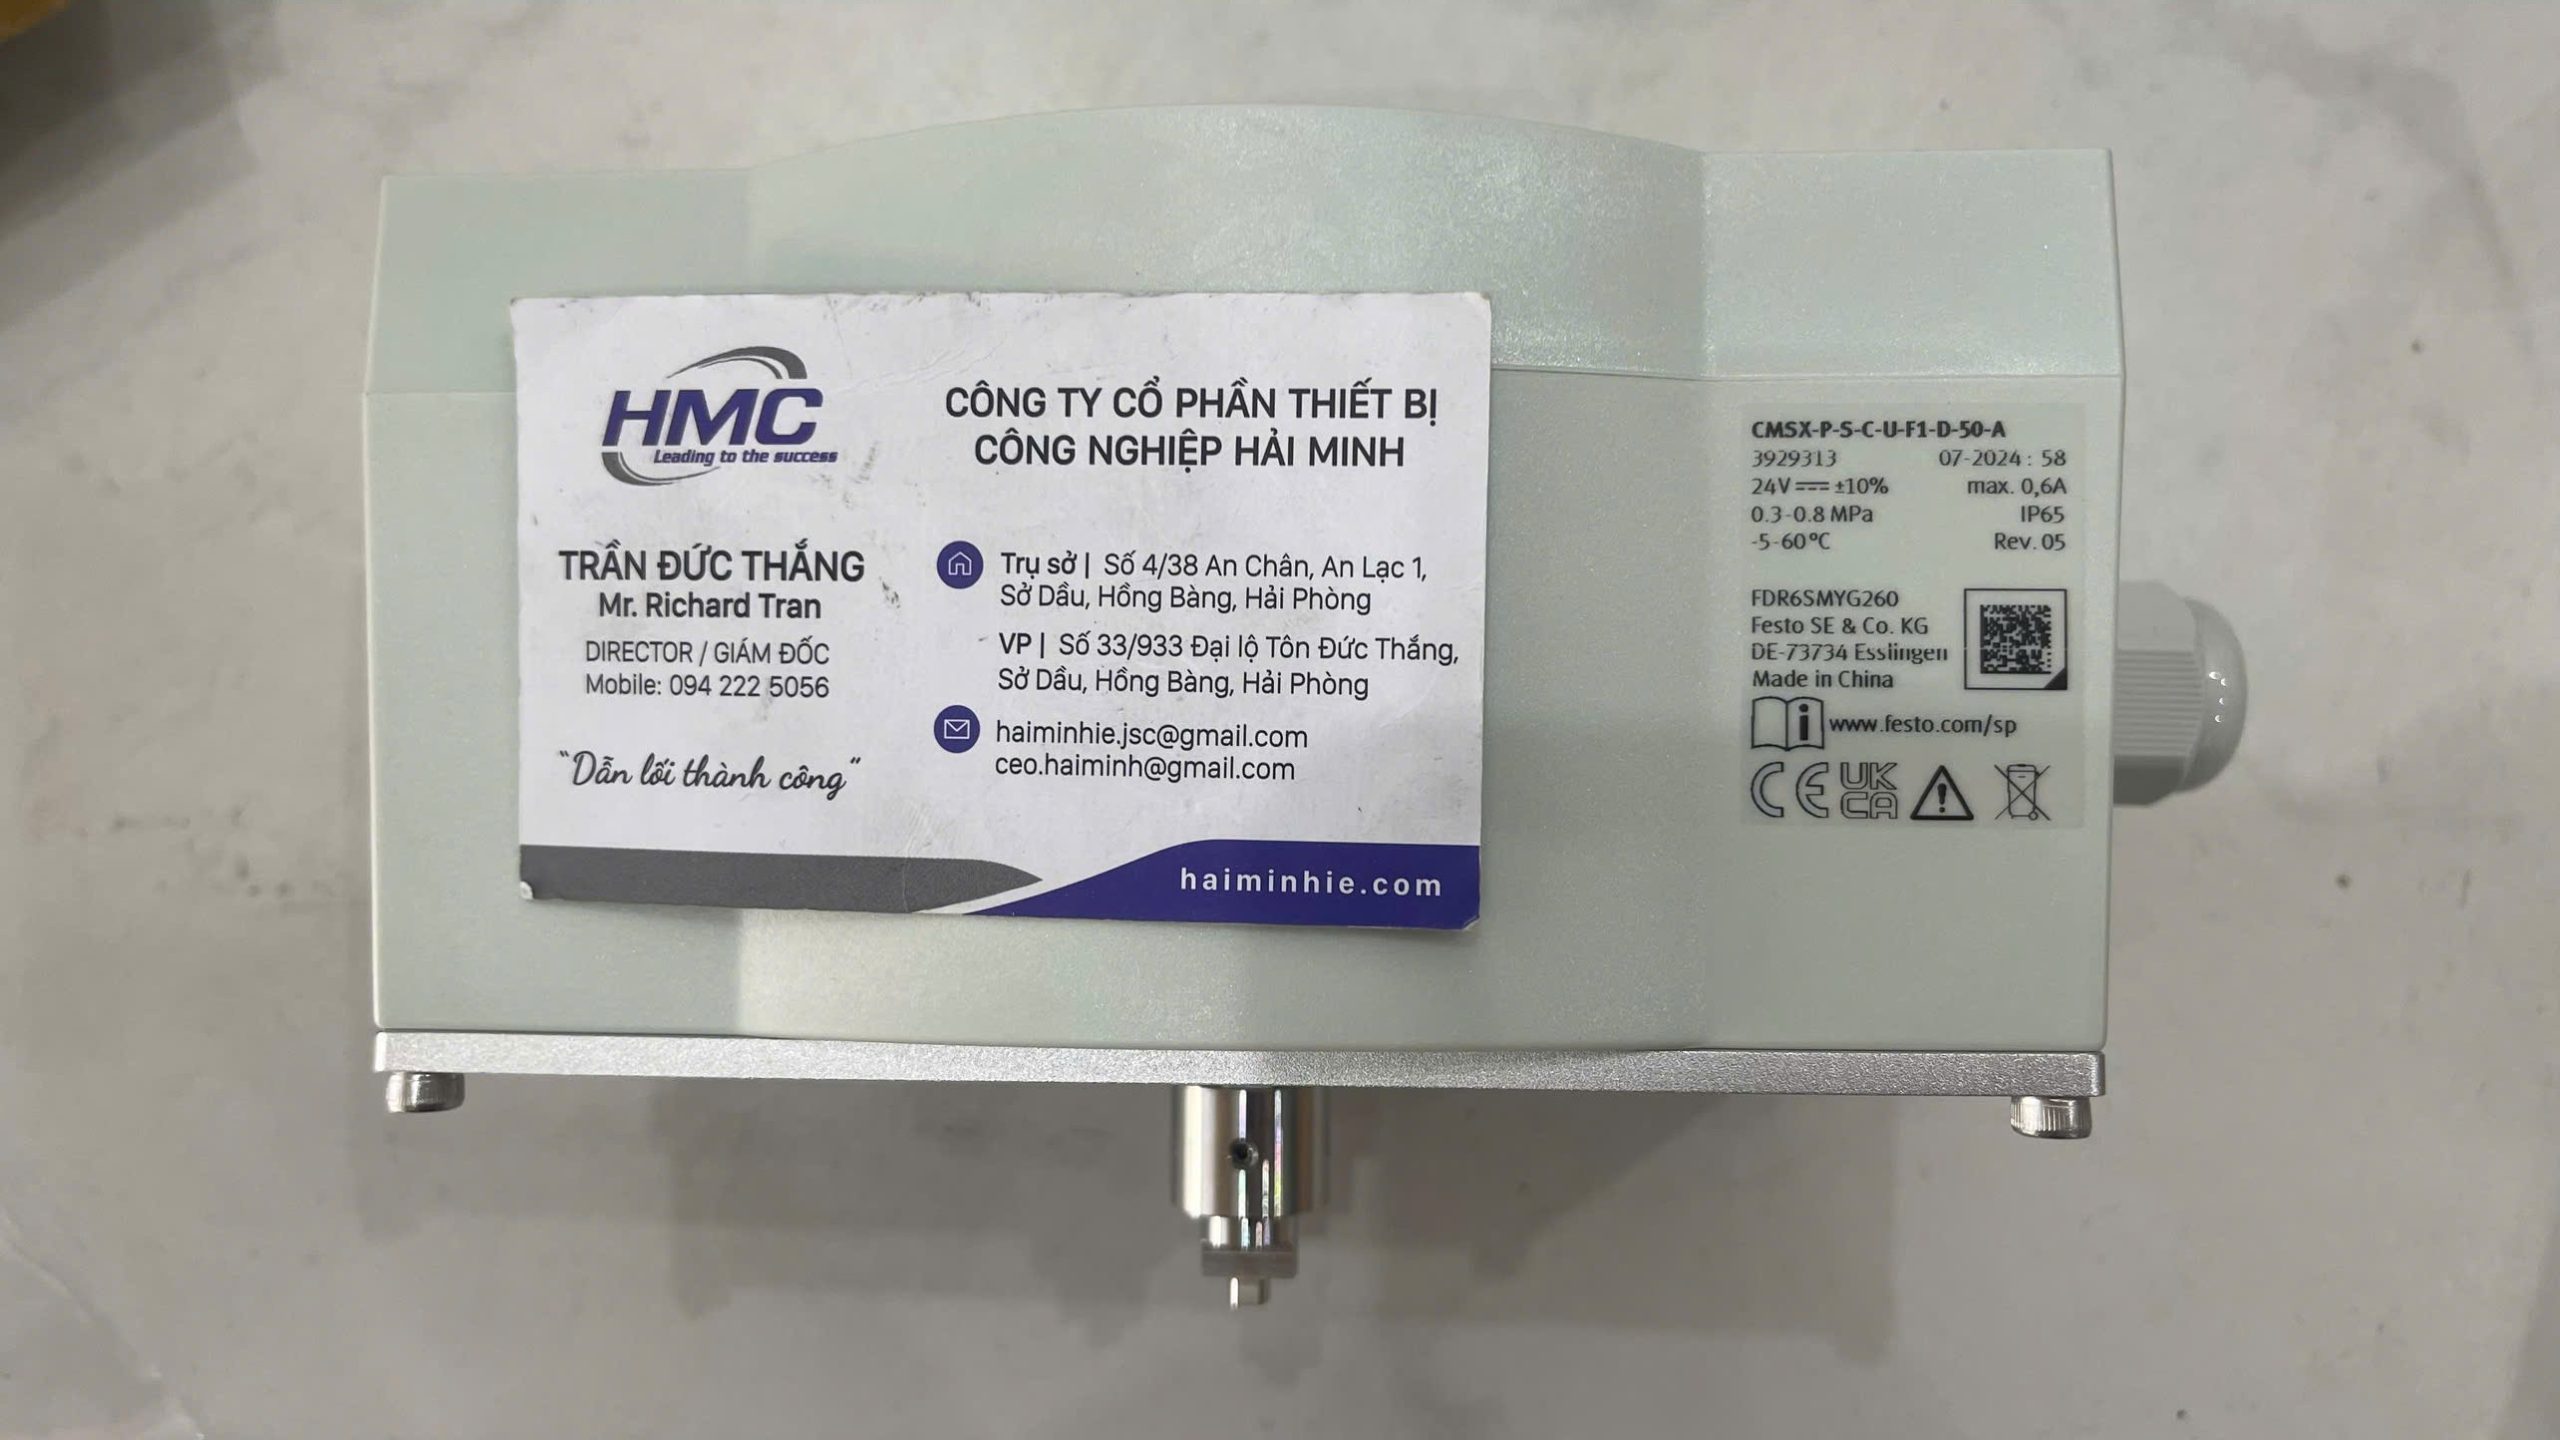 HMC
Leading to the success
CÔNG TY CỔ PHẦN THIẾT BỊ
CÔNG NGHIỆP HẢI MINH
TRẦN ĐỨC THẮNG
Mr. Richard Tran
DIRECTOR / GIÁM ĐỐC
Mobile: 094 222 5056
"Dẫn lối thành công"
Trụ sở | Số 4/38 An Chân, An Lạc 1,
Sở Dầu, Hồng Bàng, Hải Phòng
VP | Số 33/933 Đại lộ Tôn Đức Thắng,
Sở Dầu, Hồng Bàng, Hải Phòng
haiminhie.jsc@gmail.com
ceo.haiminh@gmail.com
haiminhie.com
CMSX-P-S-C-U-F1-D-50-A
3929313 07-2024 : 58
24V ±10% max. 0,6A
0.3-0.8 MPa IP65
-5-60°C Rev. 05
FDR6SMYG260
Festo SE & Co. KG
DE-73734 Esslingen
Made in China
www.festo.com/sp
CE UK CA